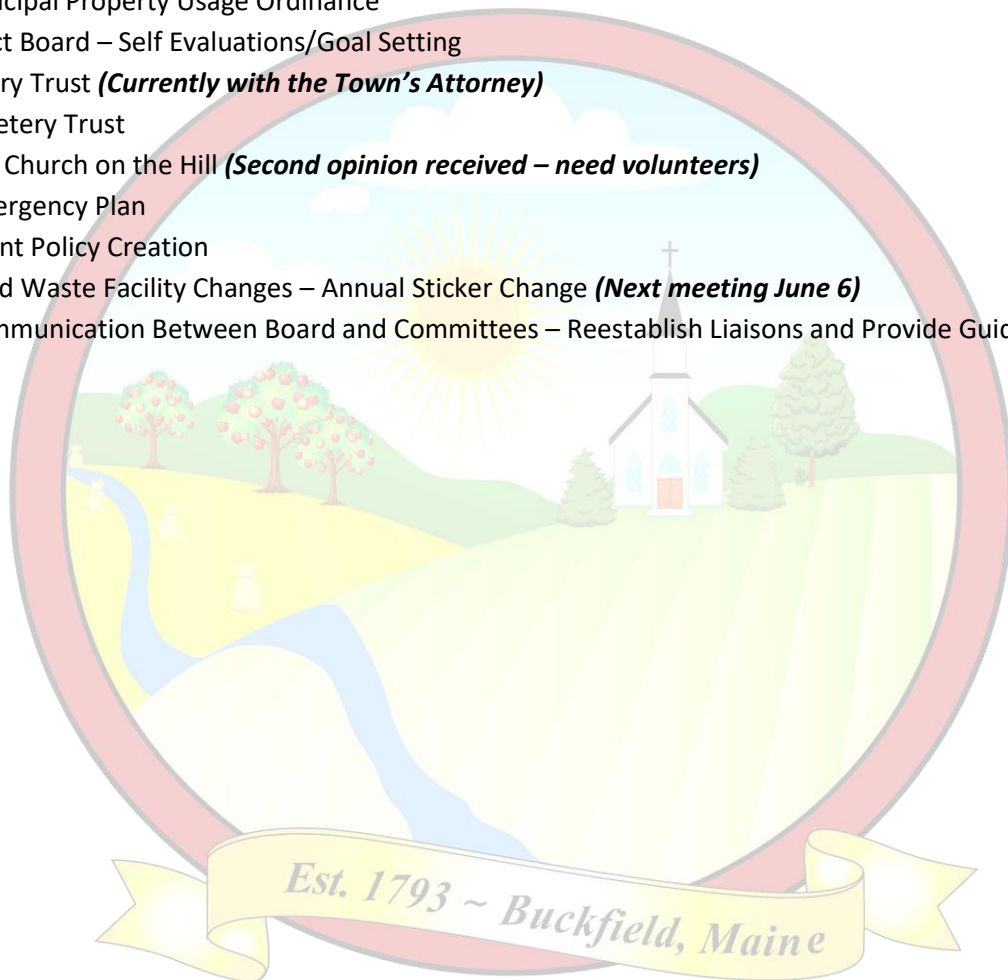 cipal Property Usage Ordinance
ct Board – Self Evaluations/Goal Setting
ry Trust (Currently with the Town's Attorney)
etery Trust
Church on the Hill (Second opinion received – need volunteers)
ergency Plan
nt Policy Creation
d Waste Facility Changes – Annual Sticker Change (Next meeting June 6)
mmunication Between Board and Committees – Reestablish Liaisons and Provide Guid
Est. 1793 ~ Buckfield, Maine